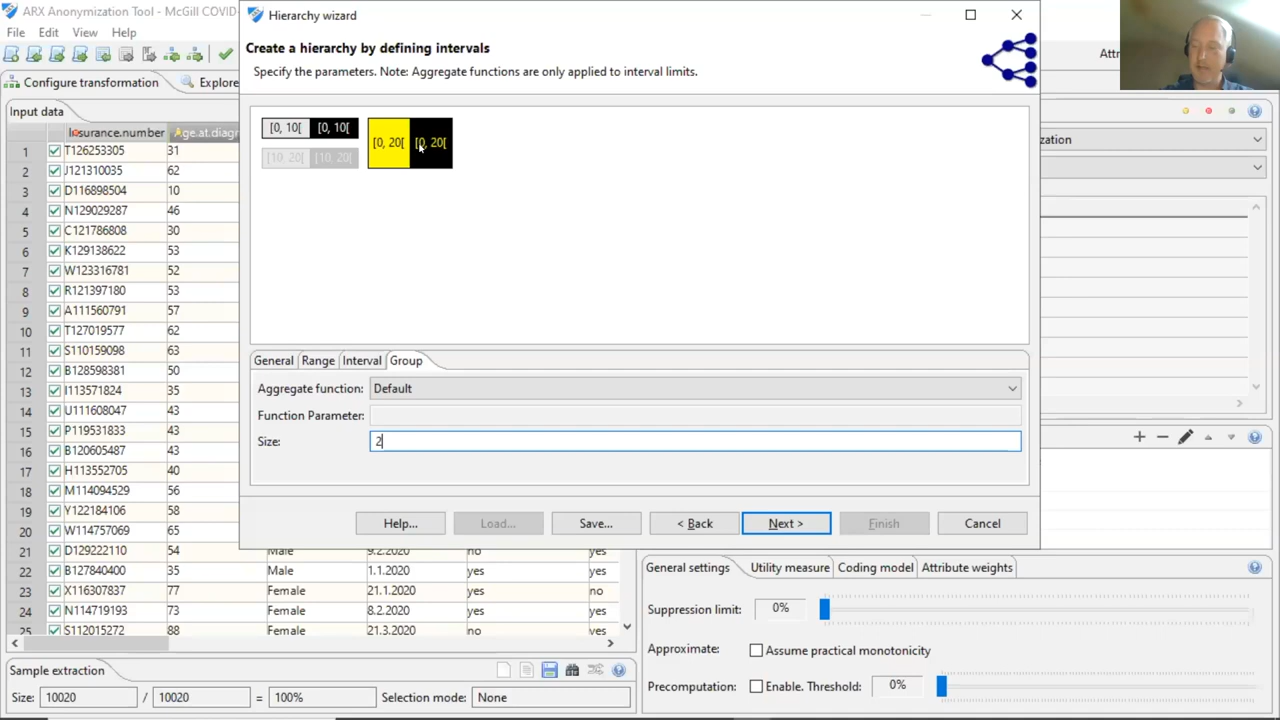 ARX Anonymization Tool - McGill COVID-
File Edit View Help
Configure transformation
Explore
Attri
Input data
Insurance.number
Age.at.diagn
1 T126253305 31
2 J121310035 62
3 D116898504 10
4 N129029287 46
5 C121786808 30
6 K129138622 53
7 W123316781 52
8 R121397180 53
9 A111560791 57
10 T127019577 62
11 S110159098 63
12 B128598381 50
13 I113571824 35
14 U111608047 43
15 P119531833 43
16 B120605487 43
17 H113552705 40
18 M114094529 56
19 Y122184106 58
20 W114757069 65
21 D129222110 54 Male 9.2.2020 no yes
22 B127840400 35 Male 1.1.2020 yes yes
23 X116307837 77 Female 21.1.2020 yes no
24 N114719193 73 Female 8.2.2020 yes yes
25 S112015272 88 Female 21.3.2020 no yes
Sample extraction
Size: 10020 / 10020 = 100% Selection mode: None
Hierarchy wizard
Create a hierarchy by defining intervals
Specify the parameters. Note: Aggregate functions are only applied to interval limits.
[0, 10[ [0, 10[
[10, 20[ [10, 20[
[0, 20[ [0, 20[
General Range Interval Group
Aggregate function: Default
Function Parameter:
Size: 2
Help... Load... Save... < Back Next > Finish Cancel
zation
General settings Utility measure Coding model Attribute weights
Suppression limit: 0%
Approximate: Assume practical monotonicity
Precomputation: Enable. Threshold: 0%